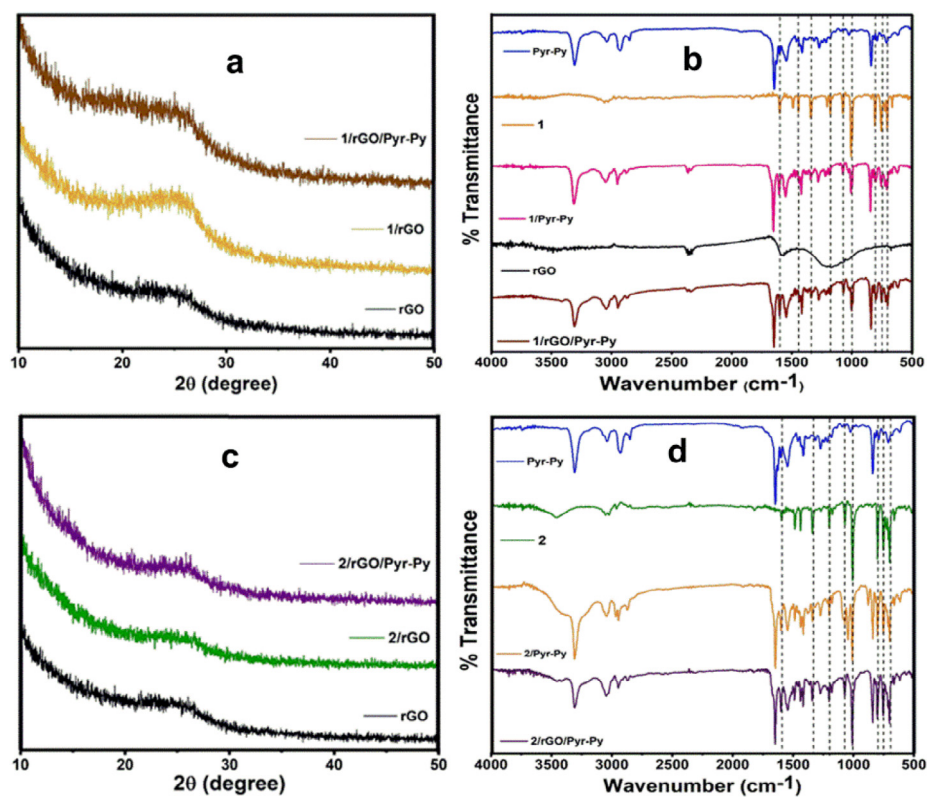 a
1/rGO/Pyr-Py
1/rGO
rGO
10 20 30 40 50
2θ (degree)
b
% Transmittance
Pyr-Py
1
1/Pyr-Py
rGO
1/rGO/Pyr-Py
4000 3500 3000 2500 2000 1500 1000 500
Wavenumber (cm-1)
c
2/rGO/Pyr-Py
2/rGO
rGO
10 20 30 40 50
2θ (degree)
d
% Transmittance
Pyr-Py
2
2/Pyr-Py
2/rGO/Pyr-Py
4000 3500 3000 2500 2000 1500 1000 500
Wavenumber (cm-1)